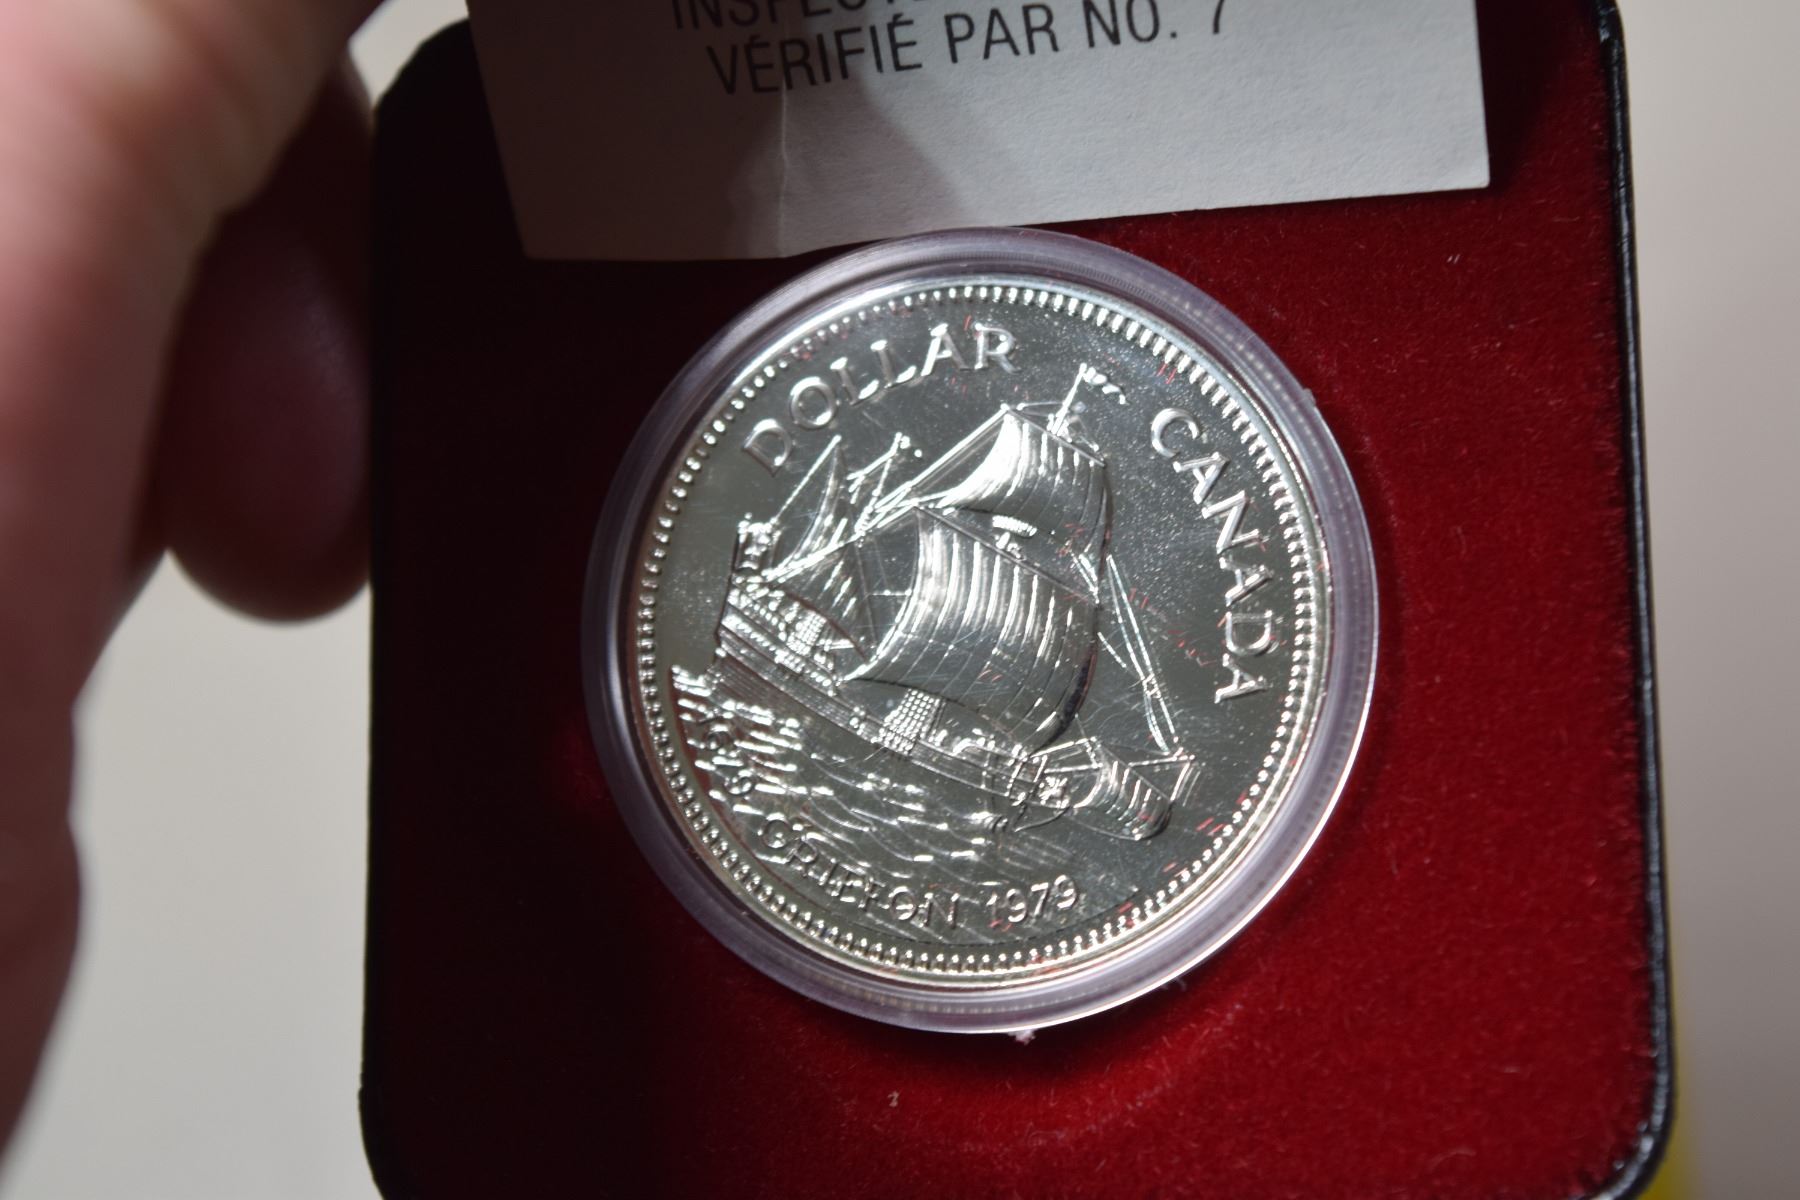 VÉRIFIÉ PAR NO. 7
DOLLAR CANADA
1679 GRIFFON 1979